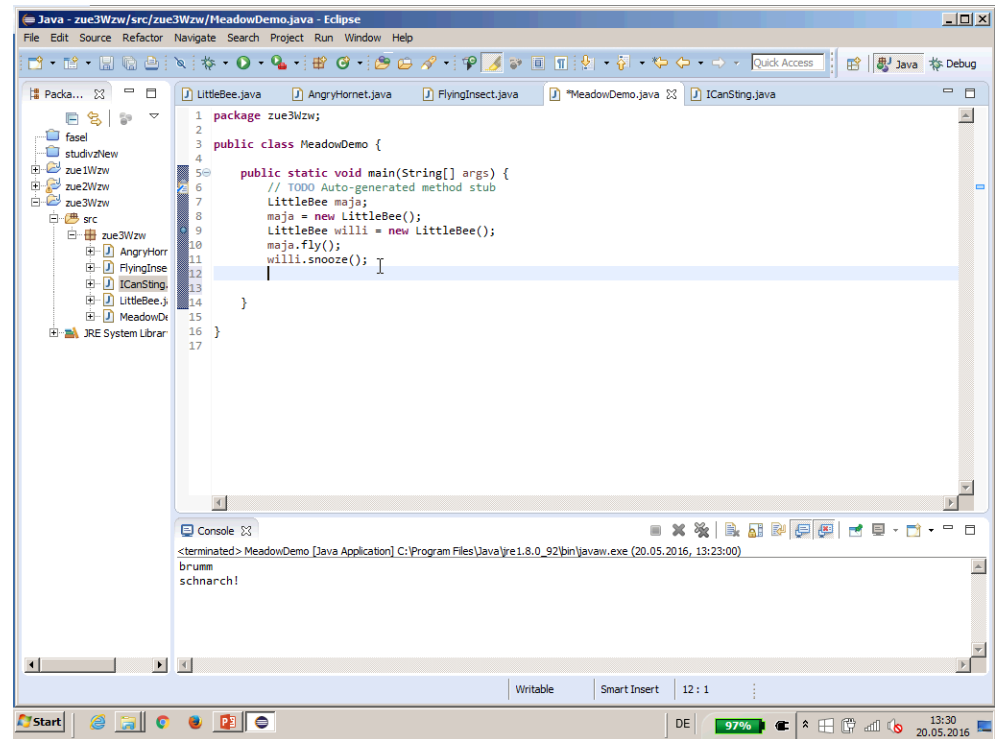 Java - zue3Wzw/src/zue3Wzw/MeadowDemo.java - Eclipse
File Edit Source Refactor Navigate Search Project Run Window Help
Quick Access Java Debug
Packa...
LittleBee.java AngryHornet.java FlyingInsect.java *MeadowDemo.java ICanSting.java
fasel
studivzNew
zue1Wzw
zue2Wzw
zue3Wzw
src
zue3Wzw
AngryHorr
FlyingInse
ICanSting.
LittleBee.j
MeadowDe
JRE System Librar
1 package zue3Wzw;
2
3 public class MeadowDemo {
4
5 public static void main(String[] args) {
6 // TODO Auto-generated method stub
7 LittleBee maja;
8 maja = new LittleBee();
9 LittleBee willi = new LittleBee();
10 maja.fly();
11 willi.snooze();
12
13
14 }
15
16 }
17
Console
<terminated> MeadowDemo [Java Application] C:\Program Files\Java\jre1.8.0_92\bin\javaw.exe (20.05.2016, 13:23:00)
brumm
schnarch!
Writable Smart Insert 12 : 1
Start DE 97% 13:30
20.05.2016